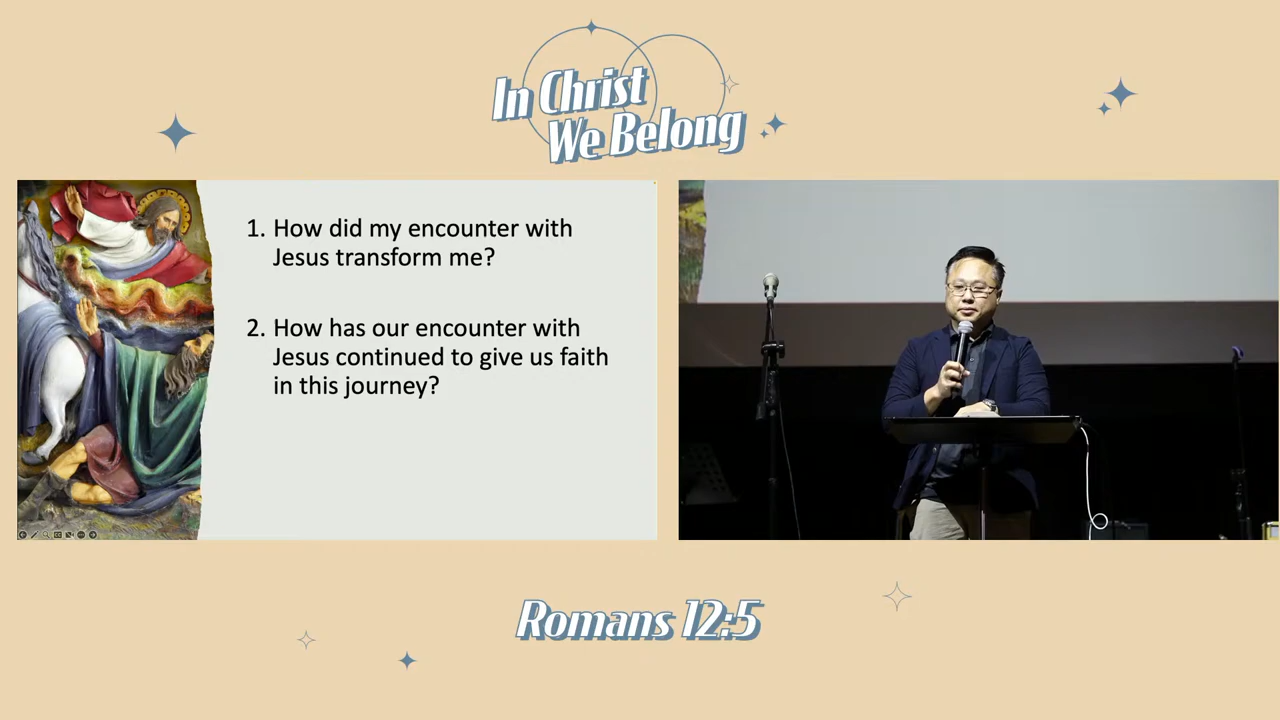 In Christ
We Belong
1. How did my encounter with
Jesus transform me?
2. How has our encounter with
Jesus continued to give us faith
in this journey?
Romans 12:5